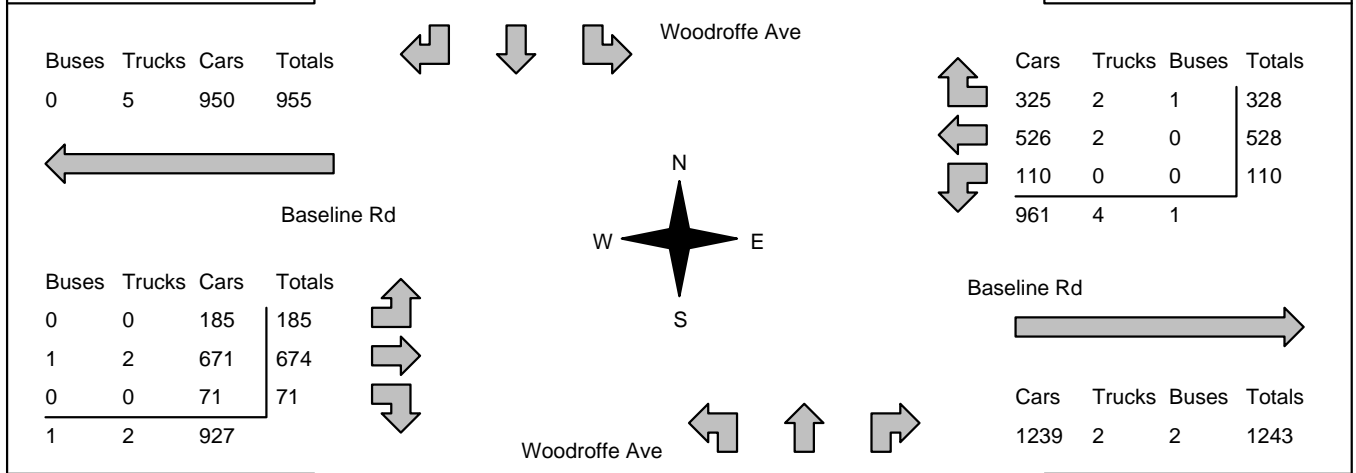 Woodroffe Ave
Buses Trucks Cars Totals
0 5 950 955
Cars Trucks Buses Totals
325 2 1 328
526 2 0 528
110 0 0 110
961 4 1
Baseline Rd
N
W E
S
Buses Trucks Cars Totals
0 0 185 185
1 2 671 674
0 0 71 71
1 2 927
Baseline Rd
Cars Trucks Buses Totals
1239 2 2 1243
Woodroffe Ave